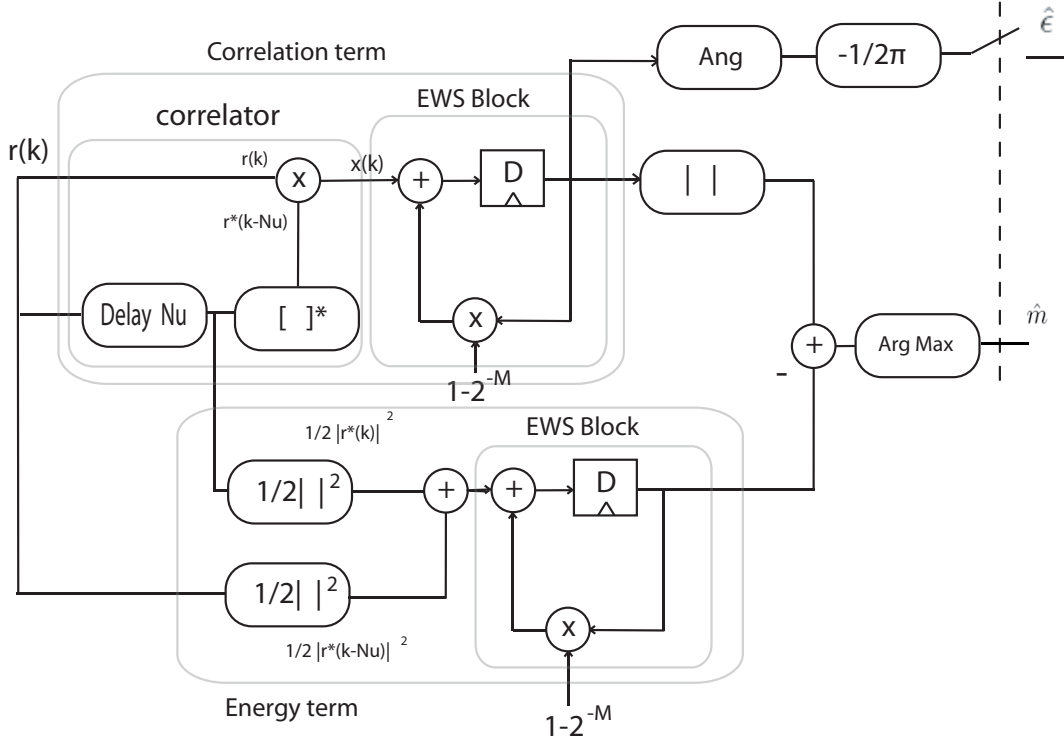 Correlation term
Ang
-1/2π
ϵ̂
EWS Block
correlator
r(k)
r(k)
x
x(k)
+
D
| |
r*(k-Nu)
Delay Nu
[ ]*
x
1-2^-M
m̂
+
-
Arg Max
1/2 |r*(k)| ^2
EWS Block
1/2| |^2
+
+
D
1/2| |^2
1/2 |r*(k-Nu)| ^2
x
Energy term
1-2^-M